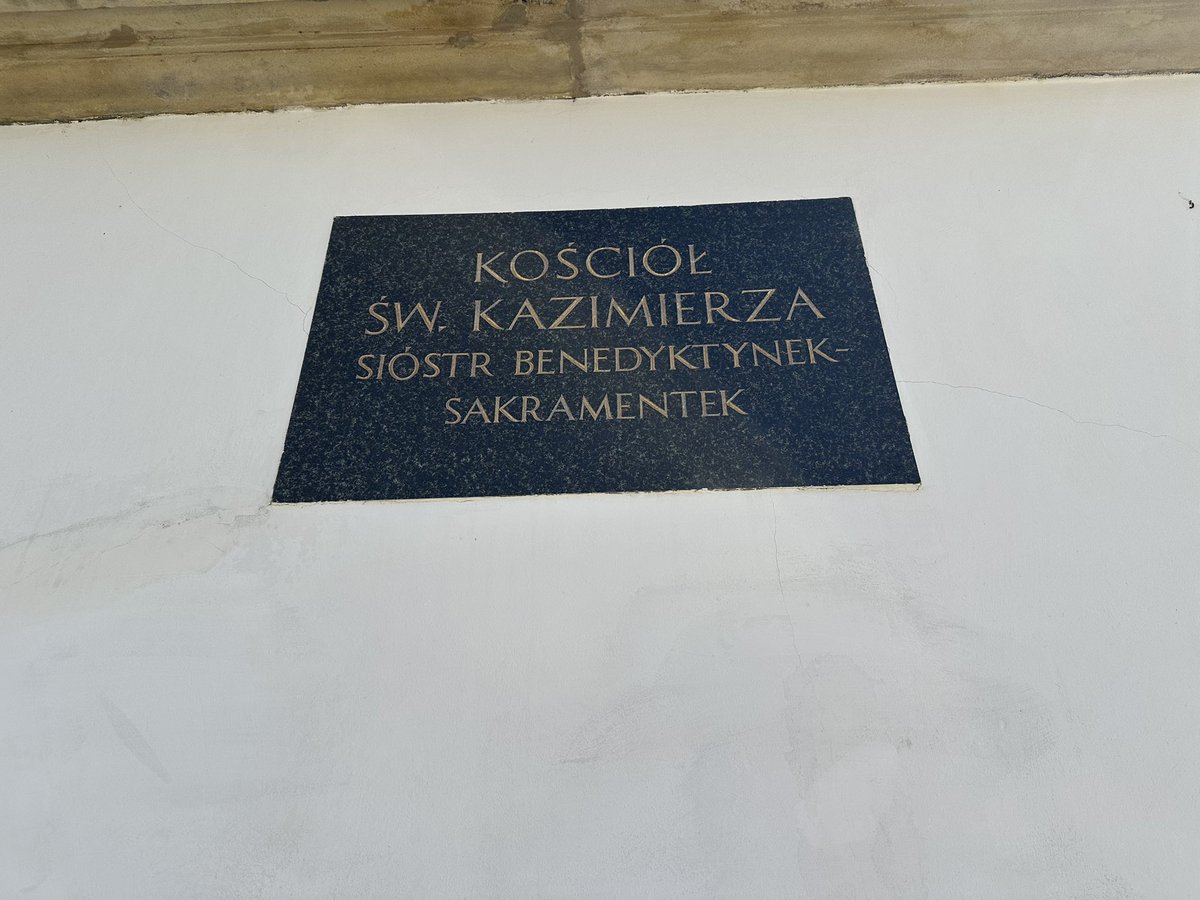 KOŚCIÓŁ
ŚW. KAZIMIERZA
SIÓSTR BENEDYKTYNEK-
SAKRAMENTEK